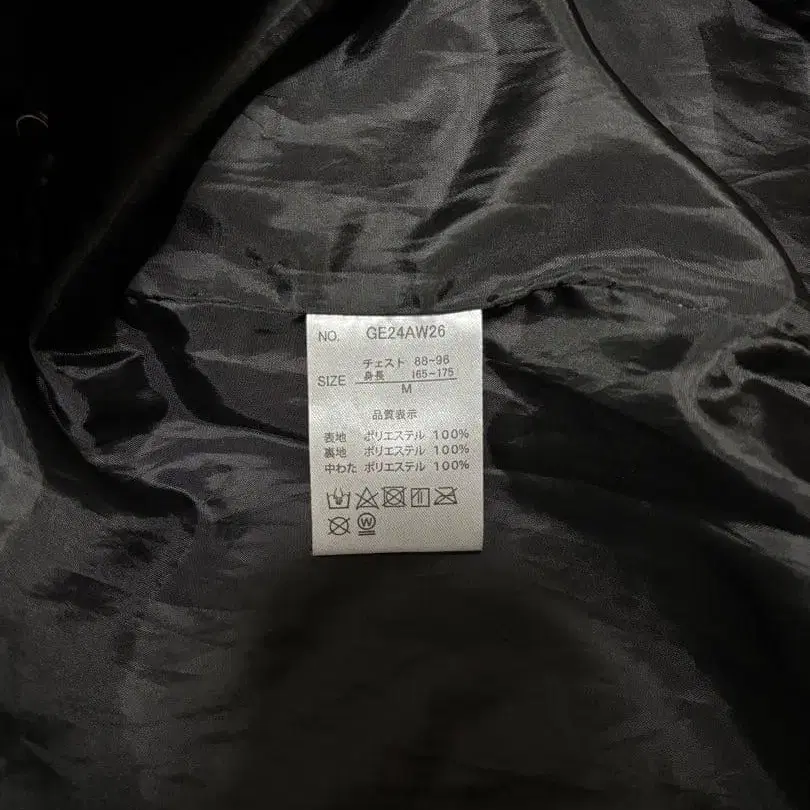 NO. GE24AW26
チェスト 88-96
SIZE 身長 165-175
M
品質表示
表地 ポリエステル 100%
裏地 ポリエステル 100%
中わた ポリエステル 100%
W